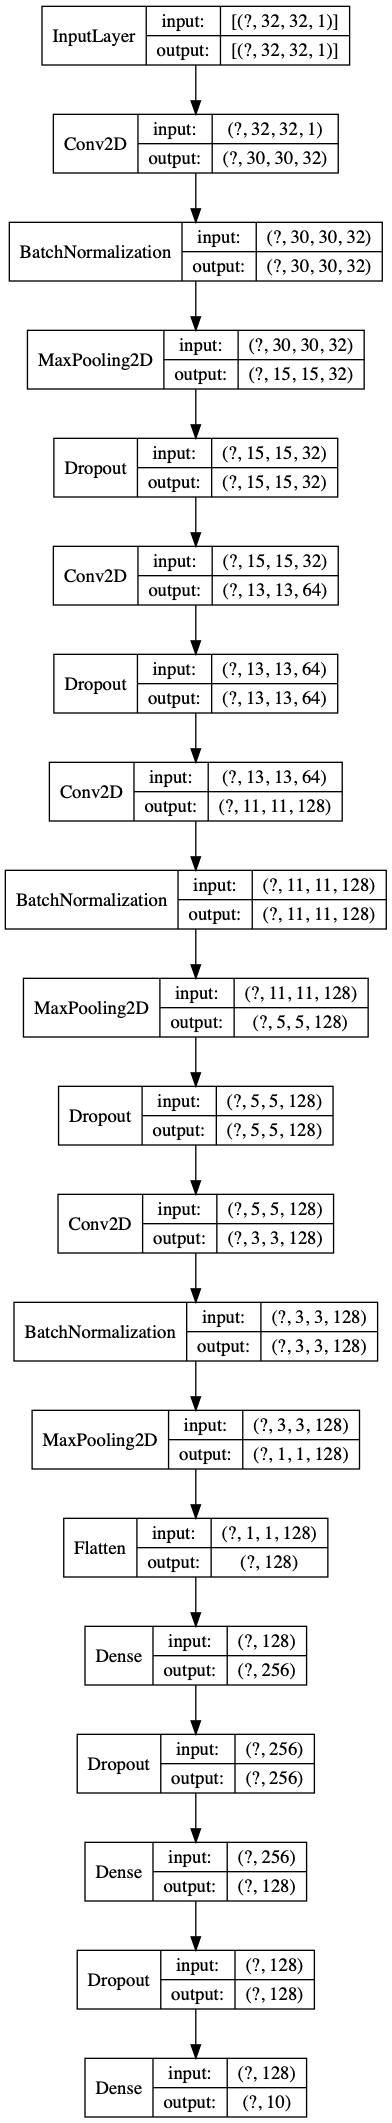 InputLayer
input: [(?, 32, 32, 1)]
output: [(?, 32, 32, 1)]
Conv2D
input: (?, 32, 32, 1)
output: (?, 30, 30, 32)
BatchNormalization
input: (?, 30, 30, 32)
output: (?, 30, 30, 32)
MaxPooling2D
input: (?, 30, 30, 32)
output: (?, 15, 15, 32)
Dropout
input: (?, 15, 15, 32)
output: (?, 15, 15, 32)
Conv2D
input: (?, 15, 15, 32)
output: (?, 13, 13, 64)
Dropout
input: (?, 13, 13, 64)
output: (?, 13, 13, 64)
Conv2D
input: (?, 13, 13, 64)
output: (?, 11, 11, 128)
BatchNormalization
input: (?, 11, 11, 128)
output: (?, 11, 11, 128)
MaxPooling2D
input: (?, 11, 11, 128)
output: (?, 5, 5, 128)
Dropout
input: (?, 5, 5, 128)
output: (?, 5, 5, 128)
Conv2D
input: (?, 5, 5, 128)
output: (?, 3, 3, 128)
BatchNormalization
input: (?, 3, 3, 128)
output: (?, 3, 3, 128)
MaxPooling2D
input: (?, 3, 3, 128)
output: (?, 1, 1, 128)
Flatten
input: (?, 1, 1, 128)
output: (?, 128)
Dense
input: (?, 128)
output: (?, 256)
Dropout
input: (?, 256)
output: (?, 256)
Dense
input: (?, 256)
output: (?, 128)
Dropout
input: (?, 128)
output: (?, 128)
Dense
input: (?, 128)
output: (?, 10)